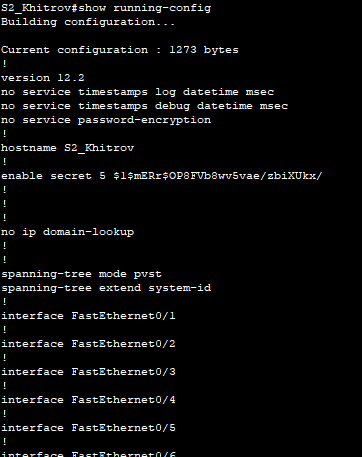 S2_Khitrov#show running-config
Building configuration...
Current configuration : 1273 bytes
!
version 12.2
no service timestamps log datetime msec
no service timestamps debug datetime msec
no service password-encryption
!
hostname S2_Khitrov
!
enable secret 5 $1$mERr$OP8FVb8wv5vae/zbiXUkx/
!
!
!
no ip domain-lookup
!
!
spanning-tree mode pvst
spanning-tree extend system-id
!
interface FastEthernet0/1
!
interface FastEthernet0/2
!
interface FastEthernet0/3
!
interface FastEthernet0/4
!
interface FastEthernet0/5
!
interface FastEthernet0/6